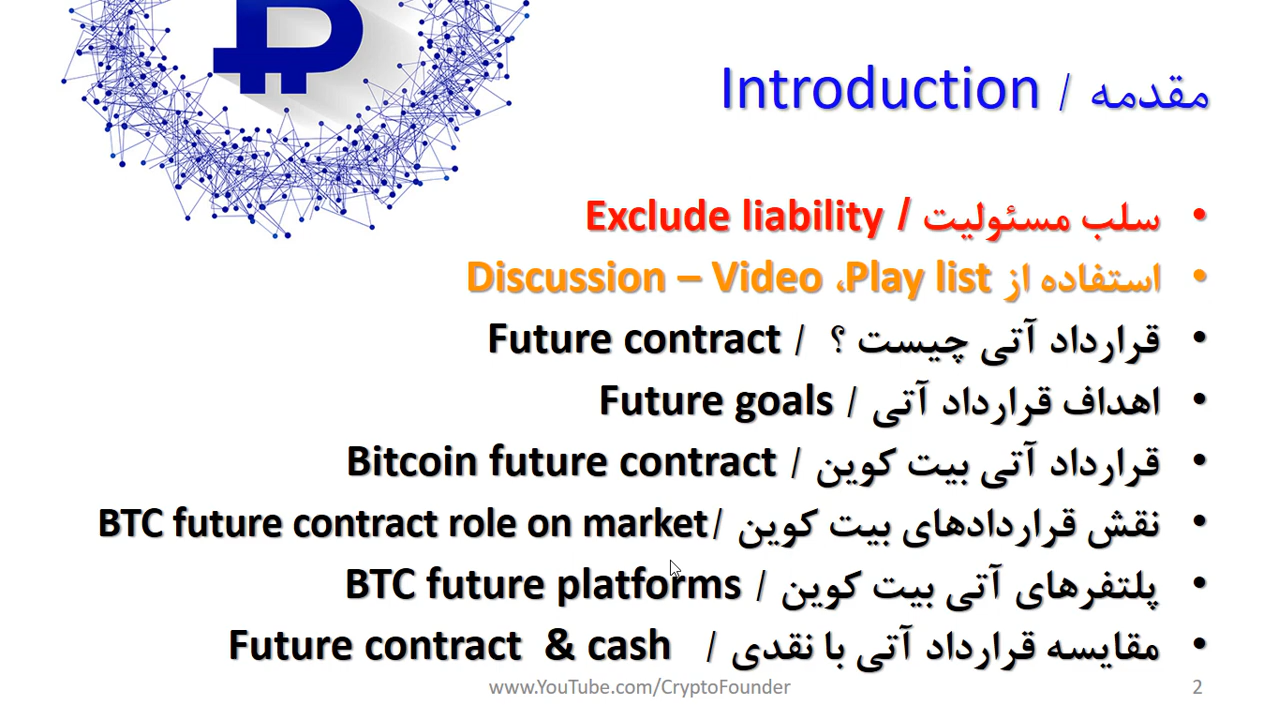 مقدمه / Introduction
• سلب مسئولیت / Exclude liability
• استفاده از Play list، Video – Discussion
• قرارداد آتی چیست ؟ / Future contract
• اهداف قرارداد آتی / Future goals
• قرارداد آتی بیت کوین / Bitcoin future contract
• نقش قراردادهای بیت کوین / BTC future contract role on market
• پلتفرهای آتی بیت کوین / BTC future platforms
• مقایسه قرارداد آتی با نقدی / Future contract & cash
www.YouTube.com/CryptoFounder
2